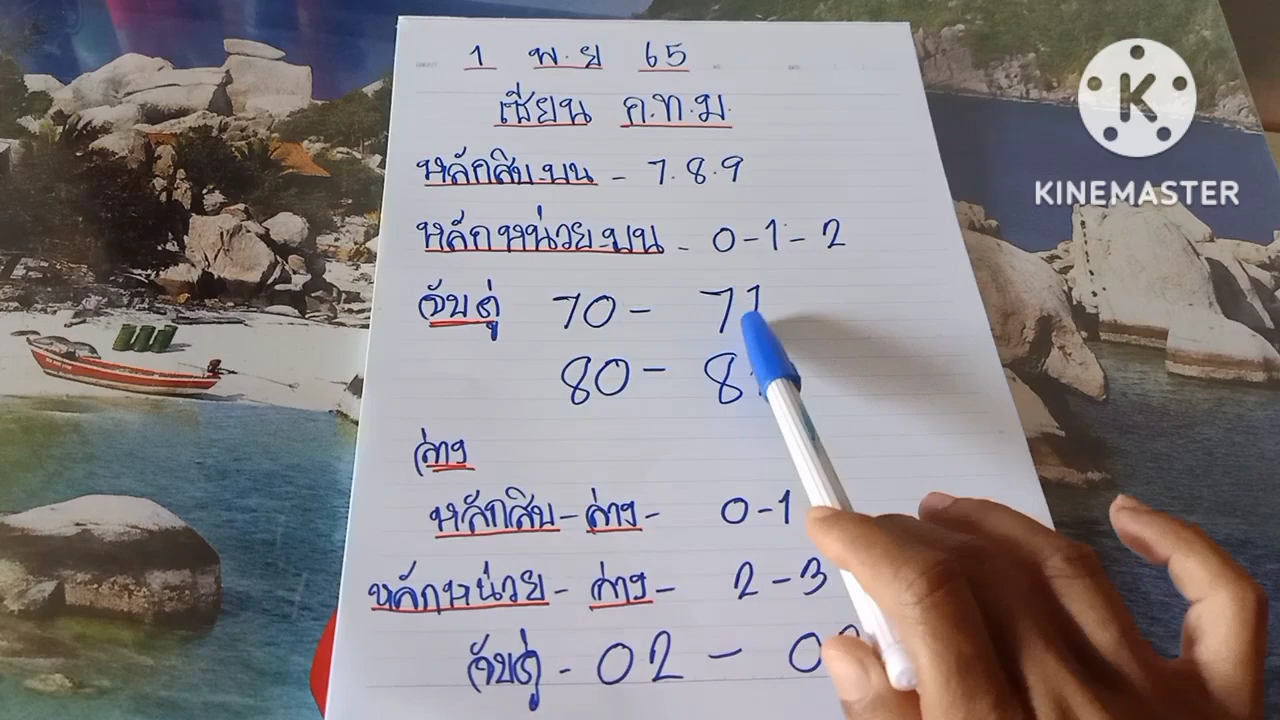 1 พ.ย 65
เซียน ก.ท.ม.
หลักสิบบน - 7.8.9
หลักหน่วยบน - 0-1-2
จับคู่ 70 - 71
80 -
ล่าง
หลักสิบ - ล่าง - 0-1
หลักหน่วย - ล่าง - 2-3
จับคู่ - 02 -
K
KINEMASTER